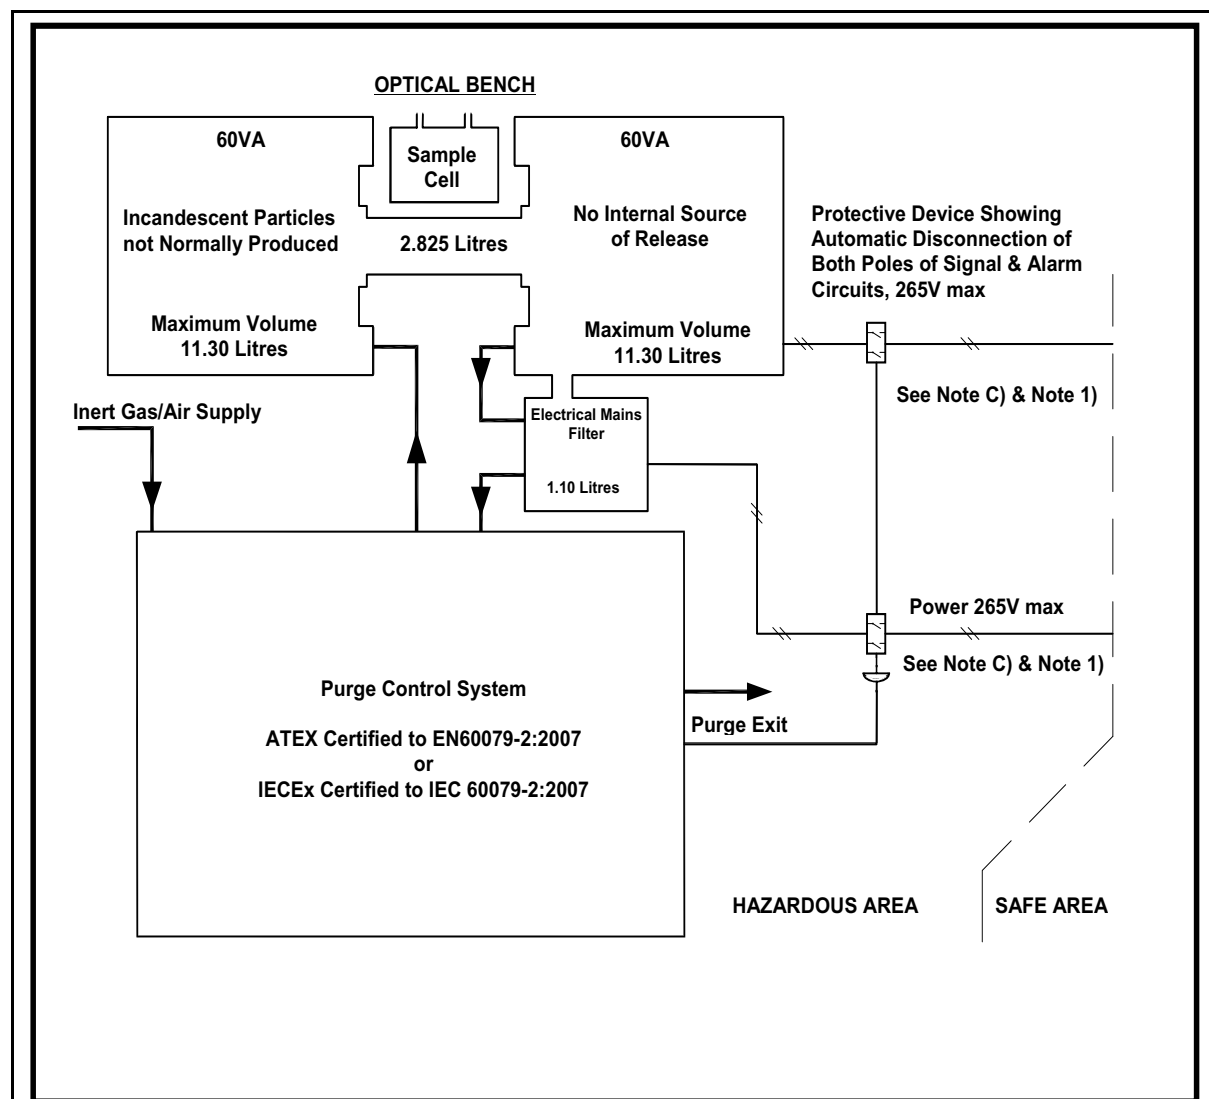 OPTICAL BENCH
60VA
Sample
Cell
60VA
Incandescent Particles
not Normally Produced
2.825 Litres
No Internal Source
of Release
Protective Device Showing
Automatic Disconnection of
Both Poles of Signal & Alarm
Circuits, 265V max
Maximum Volume
11.30 Litres
Maximum Volume
11.30 Litres
See Note C) & Note 1)
Inert Gas/Air Supply
Electrical Mains
Filter
1.10 Litres
Power 265V max
See Note C) & Note 1)
Purge Control System
ATEX Certified to EN60079-2:2007
or
IECEx Certified to IEC 60079-2:2007
Purge Exit
HAZARDOUS AREA
SAFE AREA